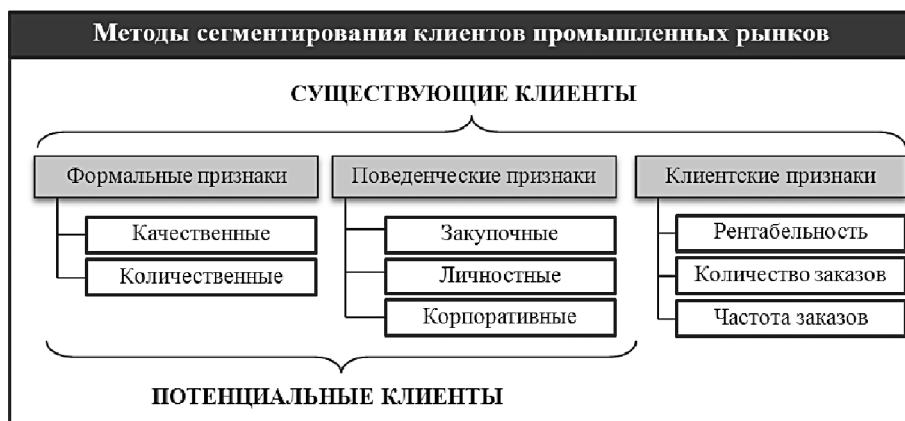 Методы сегментирования клиентов промышленных рынков
СУЩЕСТВУЮЩИЕ КЛИЕНТЫ
Формальные признаки
Качественные
Количественные
Поведенческие признаки
Закупочные
Личностные
Корпоративные
Клиентские признаки
Рентабельность
Количество заказов
Частота заказов
ПОТЕНЦИАЛЬНЫЕ КЛИЕНТЫ